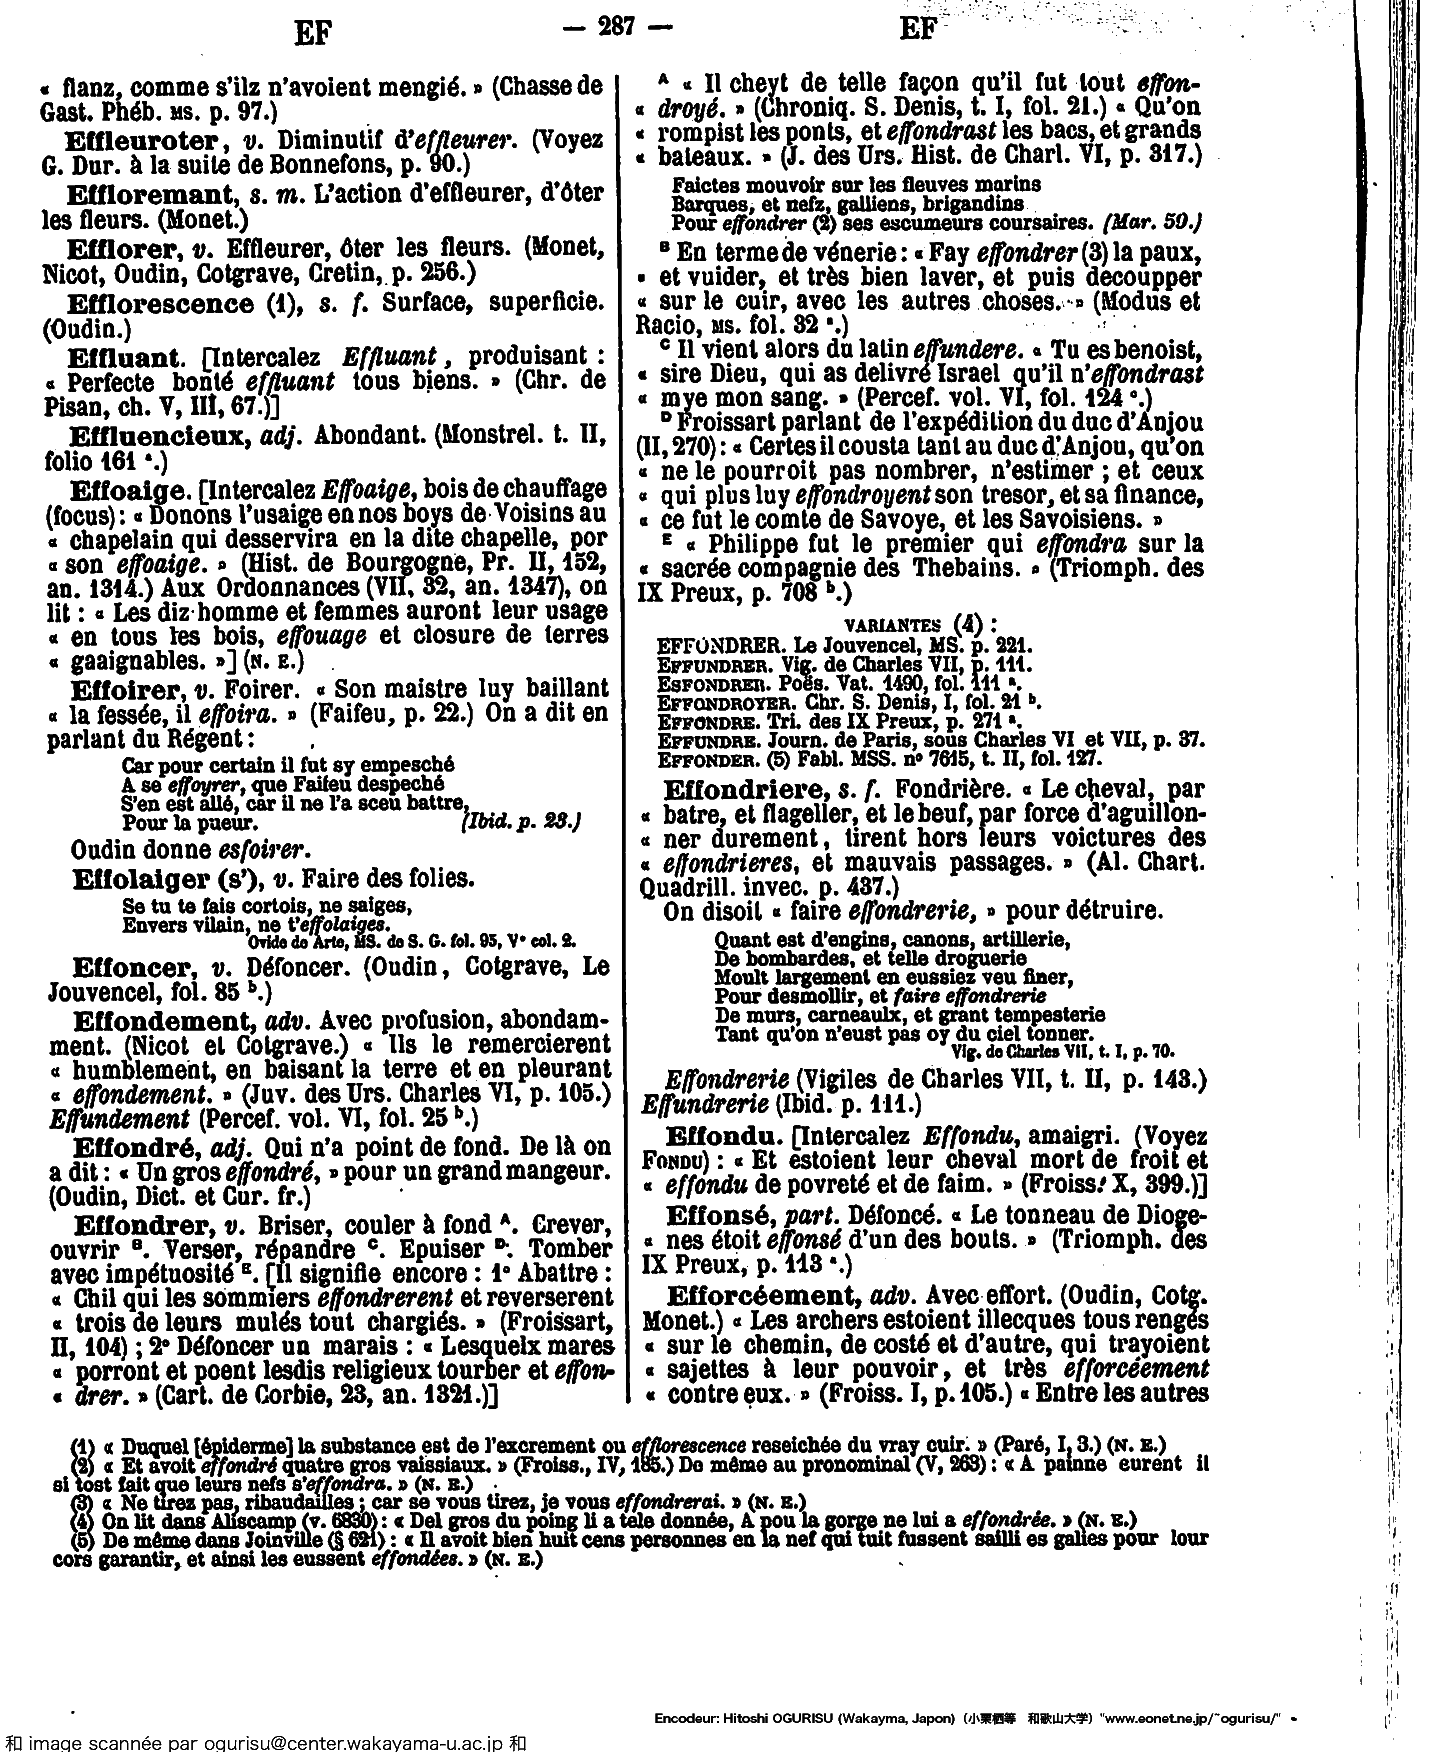 EF — 287 — EF
« flanz, comme s'ilz n'avoient mengié. » (Chasse de
Gast. Phéb. MS. p. 97.)
Effleuroter, v. Diminutif d'effleurer. (Voyez
G. Dur. à la suite de Bonnefons, p. 90.)
Effloremant, s. m. L'action d'effleurer, d'ôter
les fleurs. (Monet.)
Efflorer, v. Effleurer, ôter les fleurs. (Monet,
Nicot, Oudin, Cotgrave, Cretin, p. 256.)
Efflorescence (1), s. f. Surface, superficie.
(Oudin.)
Effluant. [Intercalez Effluant, produisant :
« Perfecte bonté effluant tous biens. » (Chr. de
Pisan, ch. V, III, 67.)]
Effluencieux, adj. Abondant. (Monstrel. t. II,
folio 161 a.)
Effoaige. [Intercalez Effoaige, bois de chauffage
(focus) : « Donons l'usaige en nos boys de Voisins au
« chapelain qui desservira en la dite chapelle, por
« son effoaige. » (Hist. de Bourgogne, Pr. II, 152,
an. 1314.) Aux Ordonnances (VII, 32, an. 1347), on
lit : « Les diz homme et femmes auront leur usage
« en tous les bois, effouage et closure de terres
« gaaignables. »] (N. E.)
Effoirer, v. Foirer. « Son maistre luy baillant
« la fessée, il effoira. » (Faifeu, p. 22.) On a dit en
parlant du Régent :
Car pour certain il fut sy empesché
A se effoyrer, que Faifeu despeché
S'en est allé, car il ne l'a sceu battre,
Pour la pueur. (Ibid. p. 23.)
Oudin donne esfoirer.
Effolaiger (s'), v. Faire des folies.
Se tu te fais cortois, ne saiges,
Envers vilain, ne t'effolaiges.
Ovide de Arte, MS. de S. G. fol. 95, V° col. 2.
Effoncer, v. Défoncer. (Oudin, Cotgrave, Le
Jouvencel, fol. 85 b.)
Effondement, adv. Avec profusion, abondam-
ment. (Nicot et Cotgrave.) « Ils le remercierent
« humblement, en baisant la terre et en pleurant
« effondement. » (Juv. des Urs. Charles VI, p. 105.)
Effundement (Percef. vol. VI, fol. 25 b.)
Effondré, adj. Qui n'a point de fond. De là on
a dit : « Un gros effondré, » pour un grand mangeur.
(Oudin, Dict. et Cur. fr.)
Effondrer, v. Briser, couler à fond A. Crever,
ouvrir B. Verser, répandre C. Epuiser D. Tomber
avec impétuosité E. [Il signifie encore : 1° Abattre :
« Chil qui les sommiers effondrerent et reverserent
« trois de leurs mulés tout chargiés. » (Froissart,
II, 104) ; 2° Défoncer un marais : « Lesquelx mares
« porront et poent lesdis religieux tourber et effon-
« drer. » (Cart. de Corbie, 23, an. 1321.)]
A « Il cheyt de telle façon qu'il fut tout effon-
« droyé. » (Chroniq. S. Denis, t. I, fol. 21.) « Qu'on
« rompist les ponts, et effondrast les bacs, et grands
« bateaux. » (J. des Urs. Hist. de Charl. VI, p. 317.)
Faictes mouvoir sur les fleuves marins
Barques, et nefz, galliens, brigandins
Pour effondrer (2) ses escumeurs coursaires. (Mar. 59.)
B En terme de vénerie : « Fay effondrer (3) la paux,
« et vuider, et très bien laver, et puis decoupper
« sur le cuir, avec les autres choses. » (Modus et
Racio, MS. fol. 32 a.)
C Il vient alors du latin effundere. « Tu es benoist,
« sire Dieu, qui as delivré Israel qu'il n'effondrast
« mye mon sang. » (Percef. vol. VI, fol. 124 c.)
D Froissart parlant de l'expédition du duc d'Anjou
(II, 270) : « Certes il cousta tant au duc d'Anjou, qu'on
« ne le pourroit pas nombrer, n'estimer ; et ceux
« qui plus luy effondroyent son tresor, et sa finance,
« ce fut le comte de Savoye, et les Savoisiens. »
E « Philippe fut le premier qui effondra sur la
« sacrée compagnie des Thebains. » (Triomph. des
IX Preux, p. 708 b.)
VARIANTES (4) :
EFFONDRER. Le Jouvencel, MS. p. 221.
EFFUNDRER. Vig. de Charles VII, p. 111.
ESFONDRER. Poës. Vat. 1490, fol. 111 a.
EFFONDROYER. Chr. S. Denis, I, fol. 21 b.
EFFONDRE. Tri. des IX Preux, p. 271 a.
EFFUNDRE. Journ. de Paris, sous Charles VI et VII, p. 37.
EFFONDER. (5) Fabl. MSS. n° 7615, t. II, fol. 127.
Effondriere, s. f. Fondrière. « Le cheval, par
« batre, et flageller, et le beuf, par force d'aguillon-
« ner durement, tirent hors leurs voictures des
« effondrieres, et mauvais passages. » (Al. Chart.
Quadrill. invec. p. 437.)
On disoit « faire effondrerie, » pour détruire.
Quant est d'engins, canons, artillerie,
De bombardes, et telle droguerie
Moult largement en eussiez veu finer,
Pour desmollir, et faire effondrerie
De murs, carneaulx, et grant tempesterie
Tant qu'on n'eust pas oy du ciel tonner.
Vig. de Charles VII, t. I, p. 70.
Effondrerie (Vigiles de Charles VII, t. II, p. 143.)
Effundrerie (Ibid. p. 111.)
Effondu. [Intercalez Effondu, amaigri. (Voyez
FONDU) : « Et estoient leur cheval mort de froit et
« effondu de povreté et de faim. » (Froiss. X, 399.)]
Effonsé, part. Défoncé. « Le tonneau de Dioge-
« nes étoit effonsé d'un des bouts. » (Triomph. des
IX Preux, p. 113 a.)
Efforcéement, adv. Avec effort. (Oudin, Cotg.
Monet.) « Les archers estoient illecques tous rengés
« sur le chemin, de costé et d'autre, qui trayoient
« sajettes à leur pouvoir, et très efforcéement
« contre eux. » (Froiss. I, p. 105.) « Entre les autres
(1) « Duquel [épiderme] la substance est de l'excrement ou efflorescence reseichée du vray cuir. » (Paré, I, 3.) (N. E.)
(2) « Et avoit effondré quatre gros vaissiaux. » (Froiss., IV, 185.) De même au pronominal (V, 263) : « A painne eurent il
si tost fait que leurs nefs s'effondra. » (N. E.)
(3) « Ne tirez pas, ribaudailles ; car se vous tirez, je vous effondrerai. » (N. E.)
(4) On lit dans Aliscamp (v. 6830) : « Del gros du poing li a tele donnée, A pou la gorge ne lui a effondrée. » (N. E.)
(5) De même dans Joinville (§ 621) : « Il avoit bien huit cens personnes en la nef qui tuit fussent sailli es galies pour lour
cors garantir, et ainsi les eussent effondées. » (N. E.)
Encodeur: Hitoshi OGURISU (Wakayma, Japon) (小栗栖等 和歌山大学) "www.eonet.ne.jp/~ogurisu/"
和 image scannée par ogurisu@center.wakayama-u.ac.jp 和